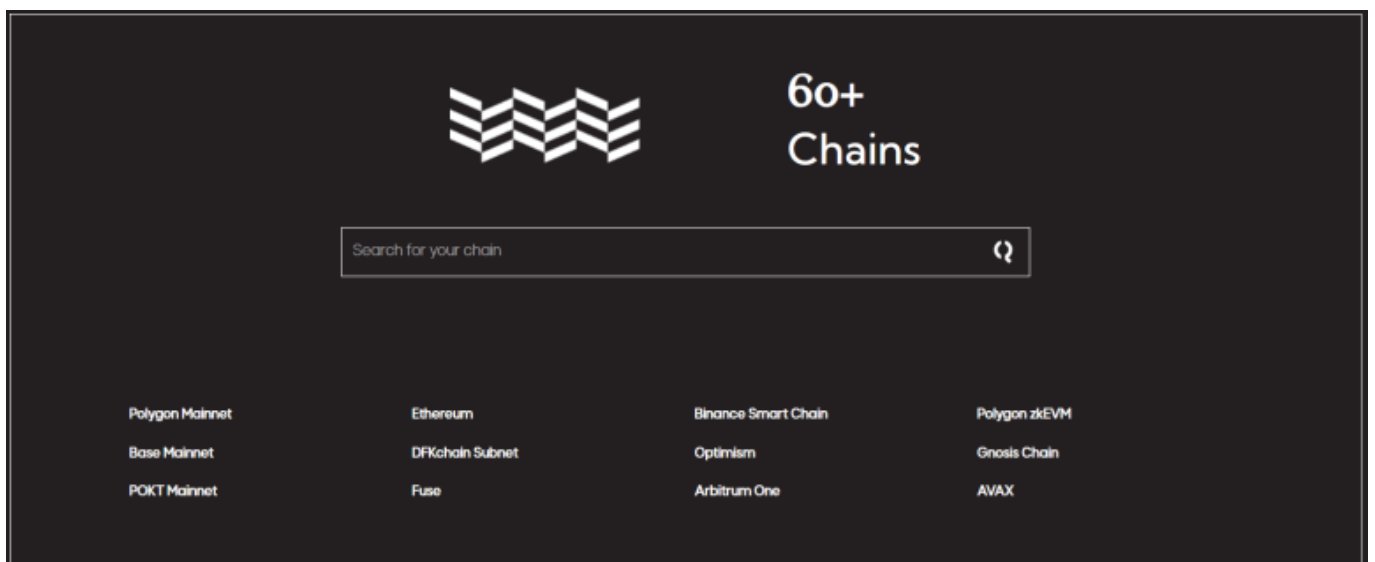 60+
Chains
Search for your chain
Polygon Mainnet Ethereum Binance Smart Chain Polygon zkEVM
Base Mainnet DFKchain Subnet Optimism Gnosis Chain
POKT Mainnet Fuse Arbitrum One AVAX